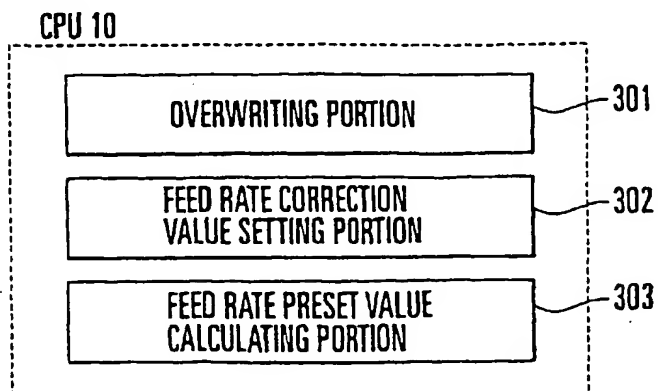 CPU 10
OVERWRITING PORTION
301
FEED RATE CORRECTION
VALUE SETTING PORTION
302
FEED RATE PRESET VALUE
CALCULATING PORTION
303